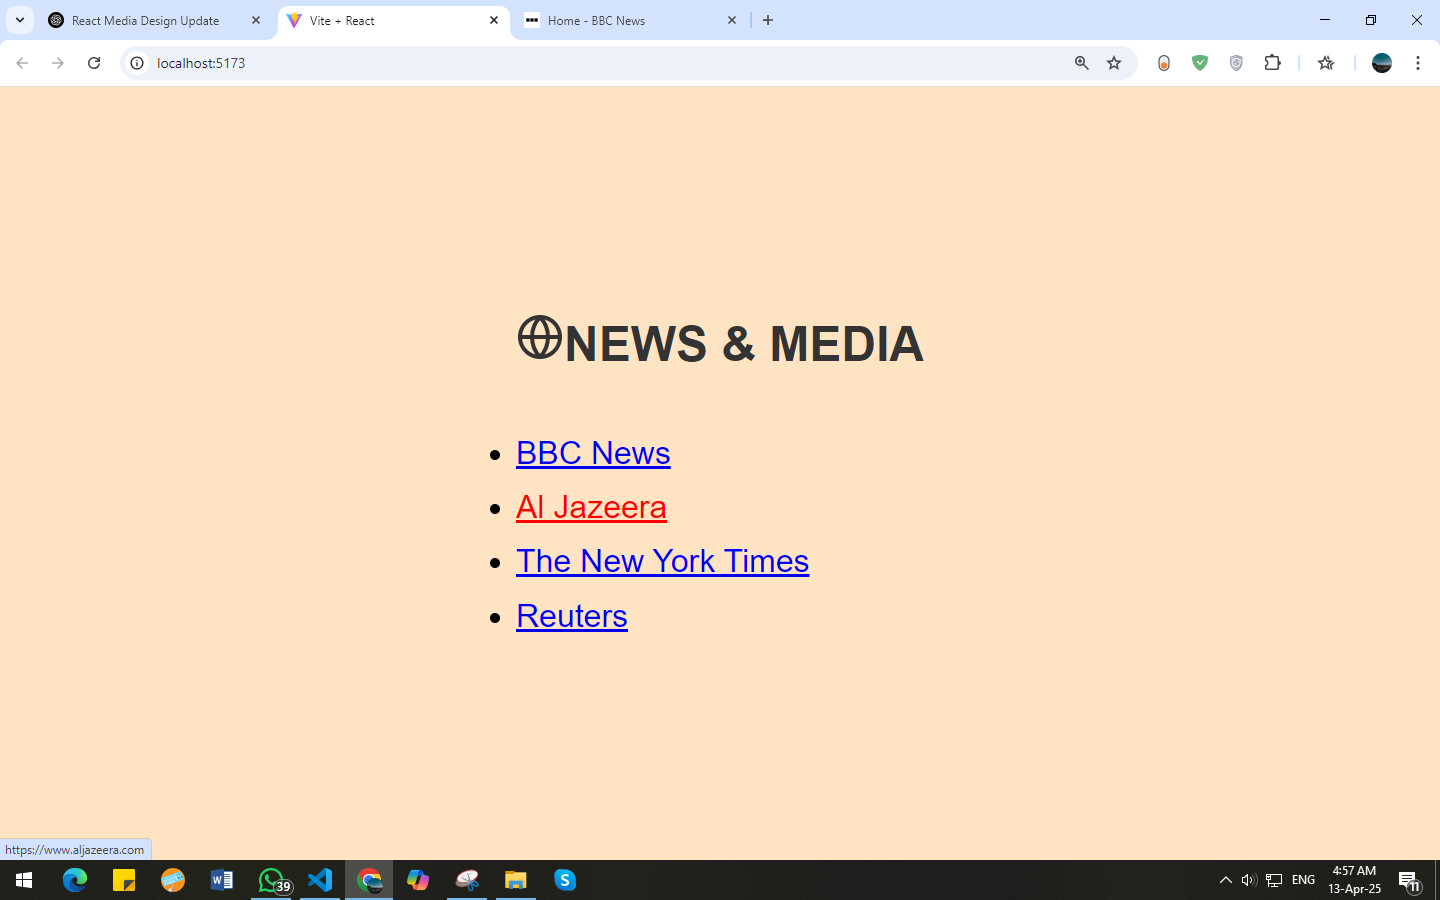 React Media Design Update
Vite + React
Home - BBC News
localhost:5173
NEWS & MEDIA
BBC News
Al Jazeera
The New York Times
Reuters
https://www.aljazeera.com
39
ENG
4:57 AM
13-Apr-25
11